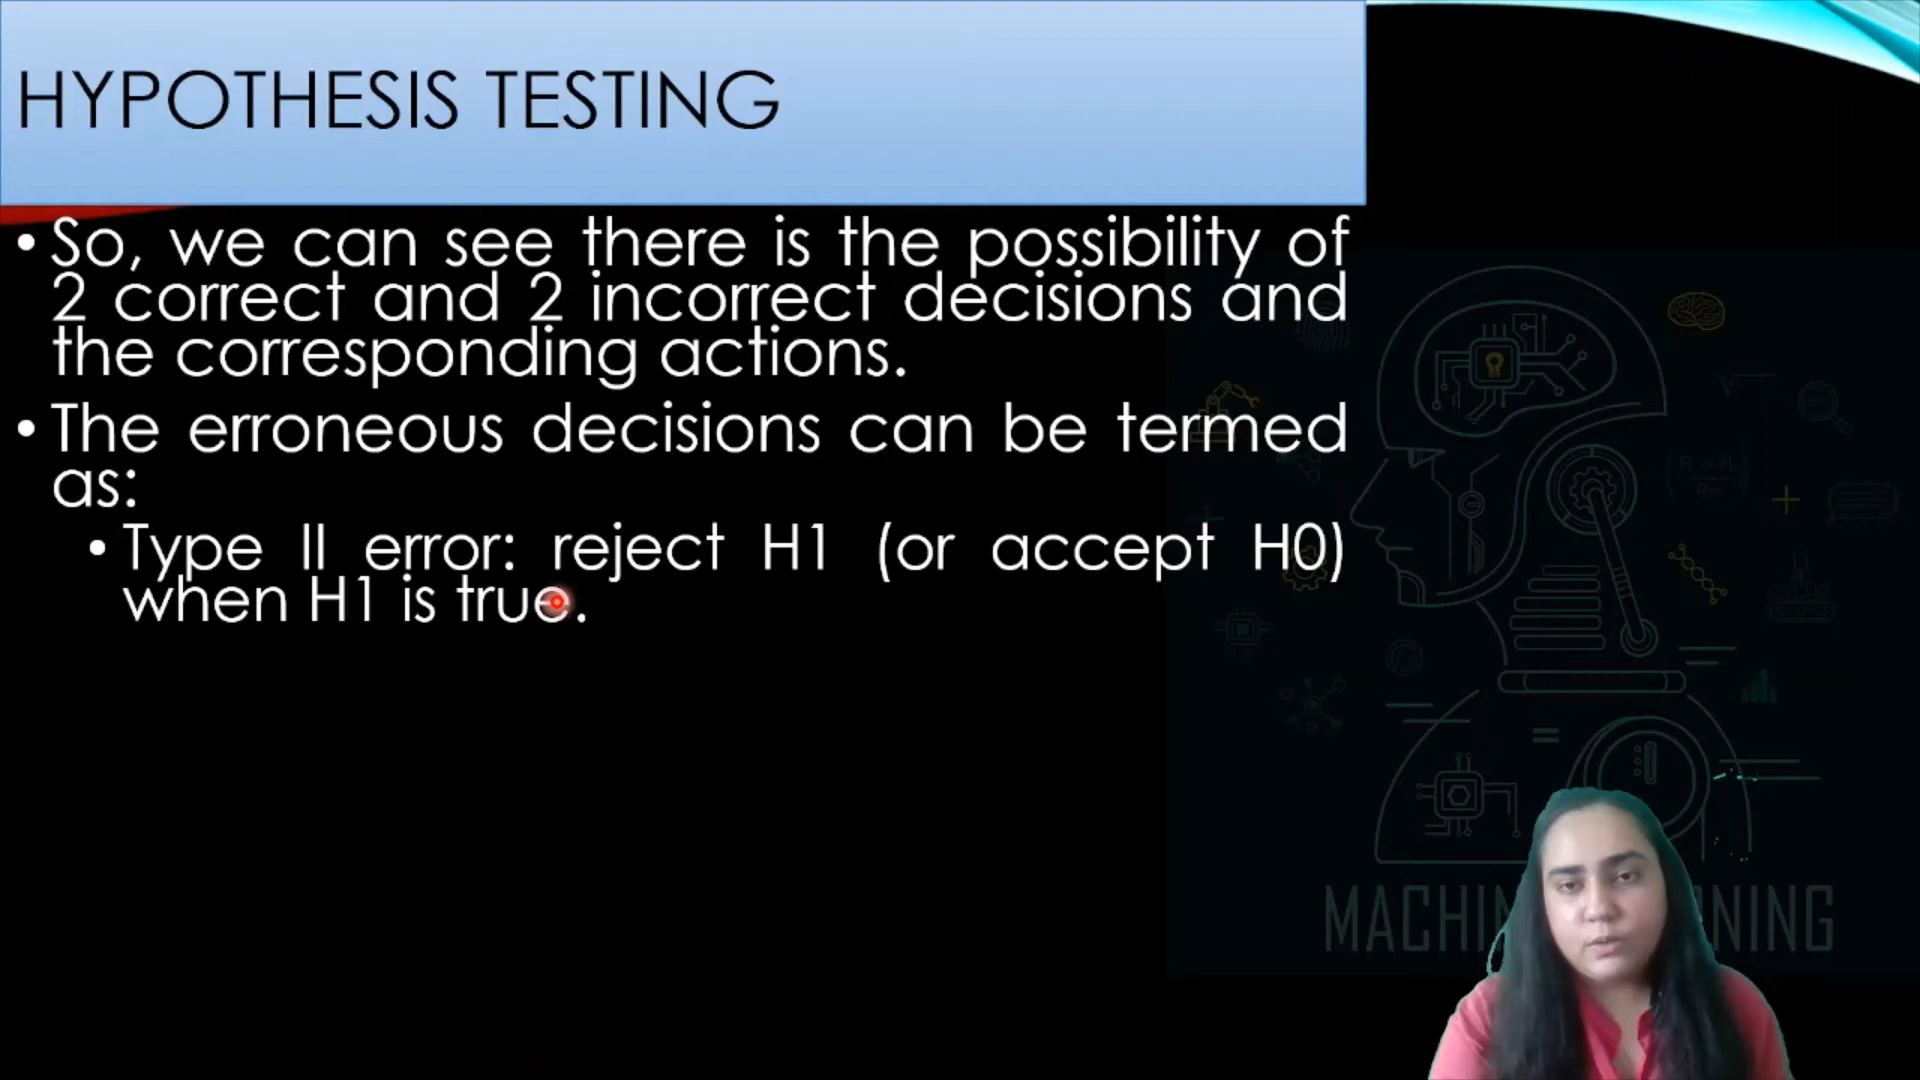 HYPOTHESIS TESTING
• So, we can see there is the possibility of
2 correct and 2 incorrect decisions and
the corresponding actions.
• The erroneous decisions can be termed
as:
• Type II error: reject H1 (or accept H0)
when H1 is true.